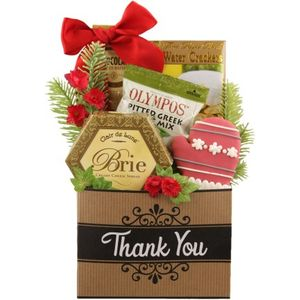 Water Crackers
OLYMPOS
PITTED GREEK
MIX
Clair de Lune
Brie
Thank You